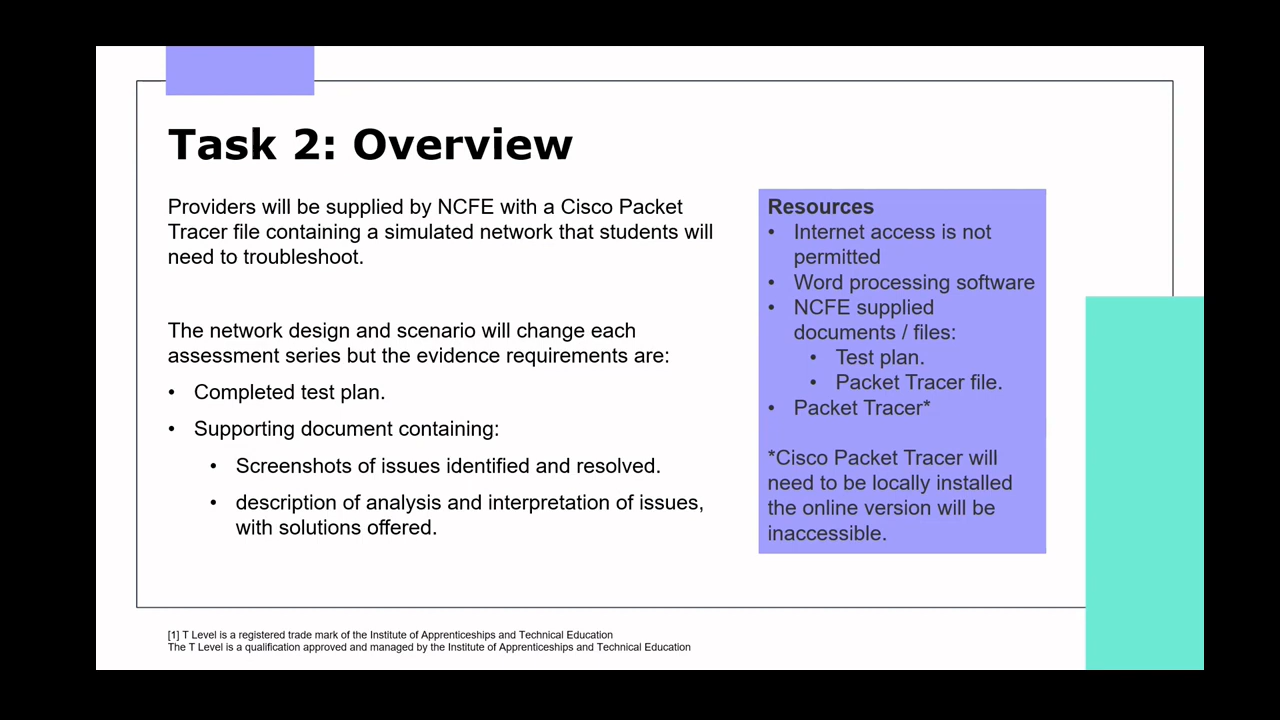 Task 2: Overview
Providers will be supplied by NCFE with a Cisco Packet
Tracer file containing a simulated network that students will
need to troubleshoot.
The network design and scenario will change each
assessment series but the evidence requirements are:
• Completed test plan.
• Supporting document containing:
• Screenshots of issues identified and resolved.
• description of analysis and interpretation of issues,
with solutions offered.
Resources
• Internet access is not
permitted
• Word processing software
• NCFE supplied
documents / files:
• Test plan.
• Packet Tracer file.
• Packet Tracer*
*Cisco Packet Tracer will
need to be locally installed
the online version will be
inaccessible.
[1] T Level is a registered trade mark of the Institute of Apprenticeships and Technical Education
The T Level is a qualification approved and managed by the Institute of Apprenticeships and Technical Education